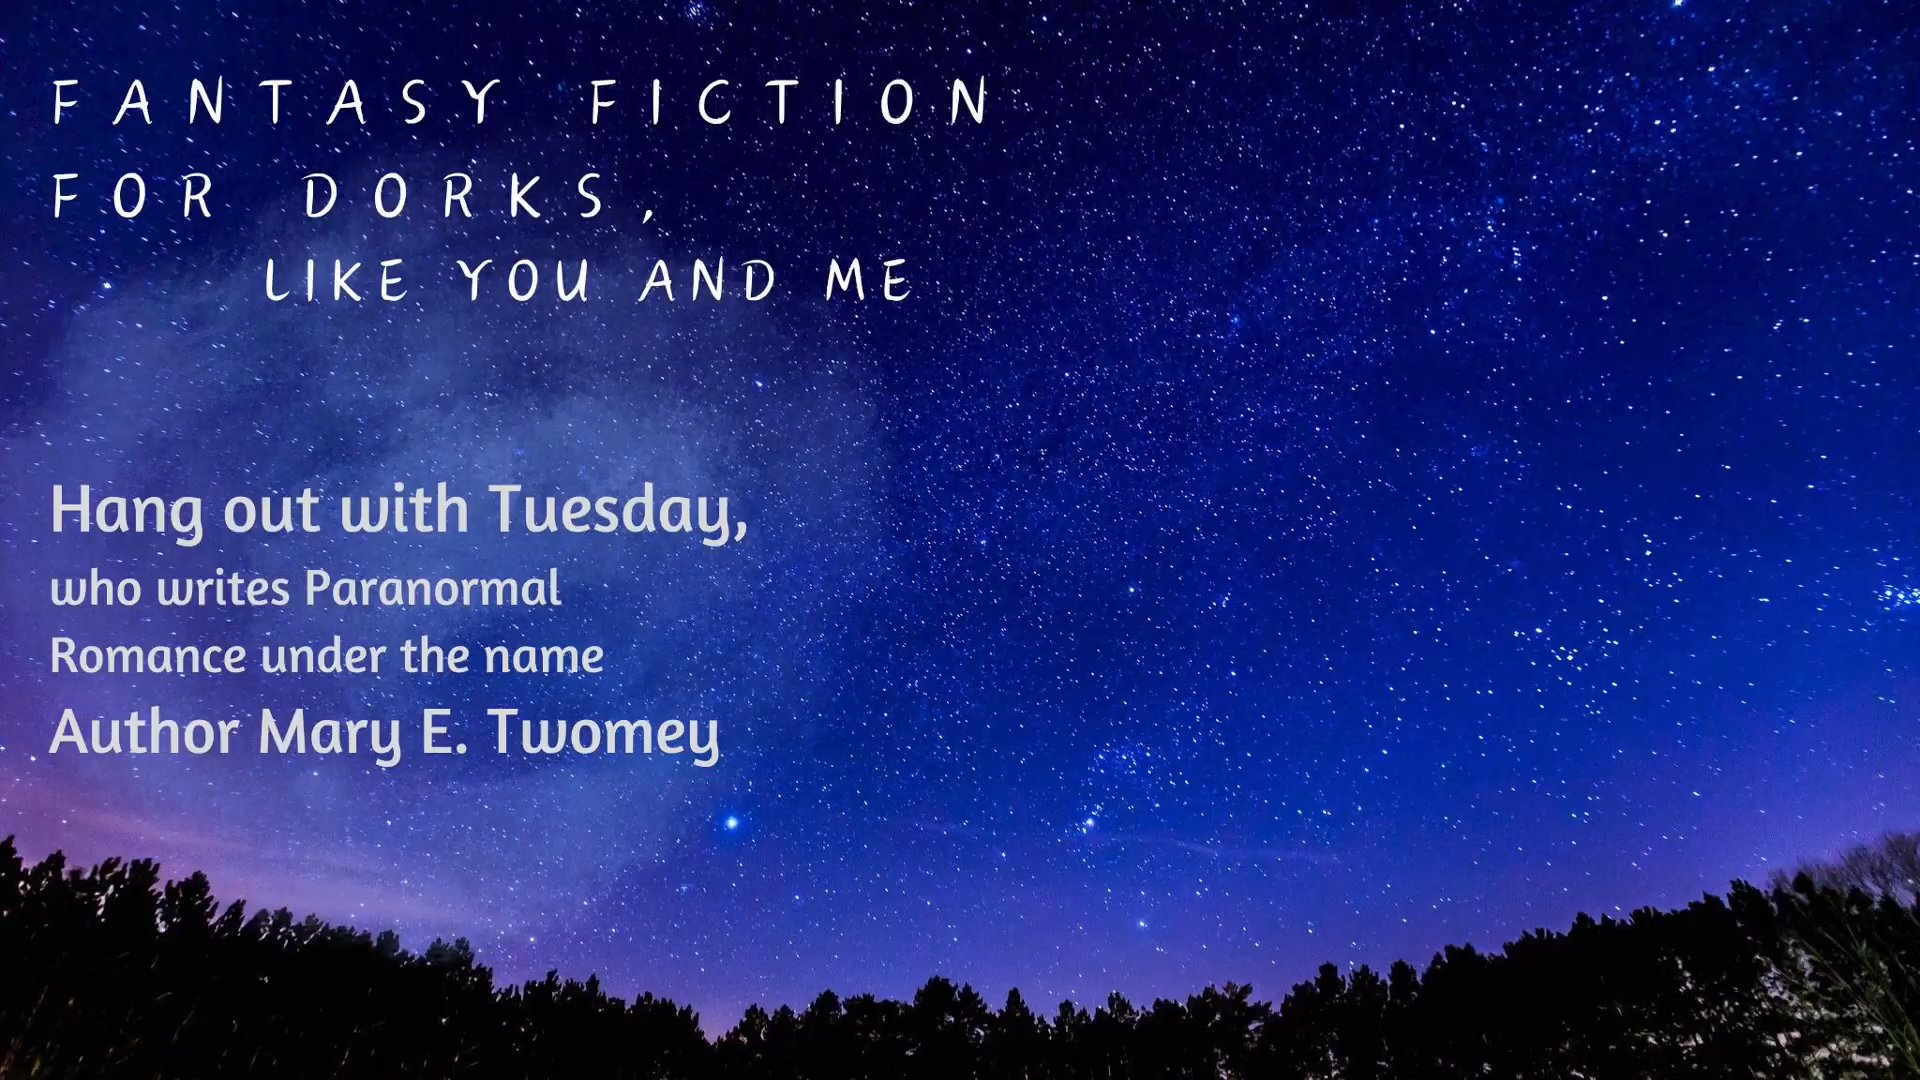 FANTASY FICTION
FOR DORKS,
LIKE YOU AND ME
Hang out with Tuesday,
who writes Paranormal
Romance under the name
Author Mary E. Twomey